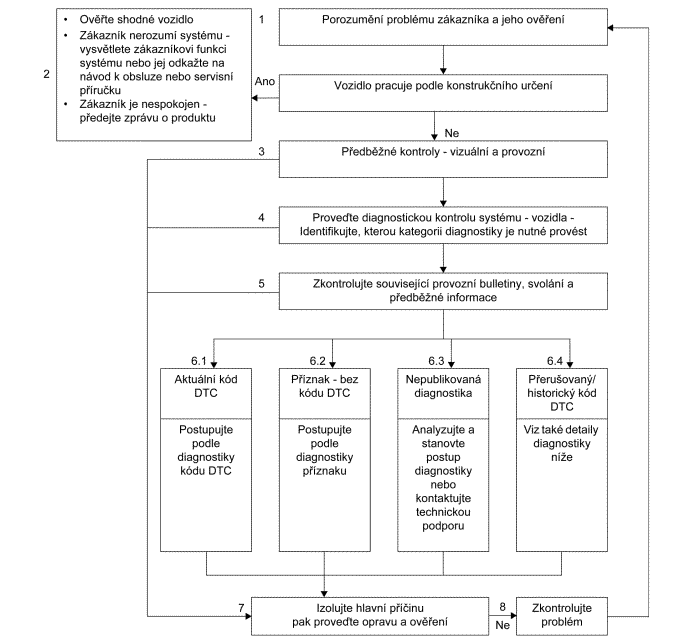 1
Porozumění problému zákazníka a jeho ověření
2
• Ověřte shodné vozidlo
• Zákazník nerozumí systému -
vysvětlete zákazníkovi funkci
systému nebo jej odkažte na
návod k obsluze nebo servisní
příručku
• Zákazník je nespokojen -
předejte zprávu o produktu
Ano
Vozidlo pracuje podle konstrukčního určení
Ne
3
Předběžné kontroly - vizuální a provozní
4
Proveďte diagnostickou kontrolu systému - vozidla -
Identifikujte, kterou kategorii diagnostiky je nutné provést
5
Zkontrolujte související provozní bulletiny, svolání a
předběžné informace
6.1
Aktuální kód
DTC
Postupujte
podle
diagnostiky
kódu DTC
6.2
Příznak - bez
kódu DTC
Postupujte
podle
diagnostiky
příznaku
6.3
Nepublikovaná
diagnostika
Analyzujte a
stanovte
postup
diagnostiky
nebo
kontaktujte
technickou
podporu
6.4
Přerušovaný/
historický kód
DTC
Viz také detaily
diagnostiky
níže
7
Izolujte hlavní příčinu
pak proveďte opravu a ověření
8
Ne
Zkontrolujte
problém